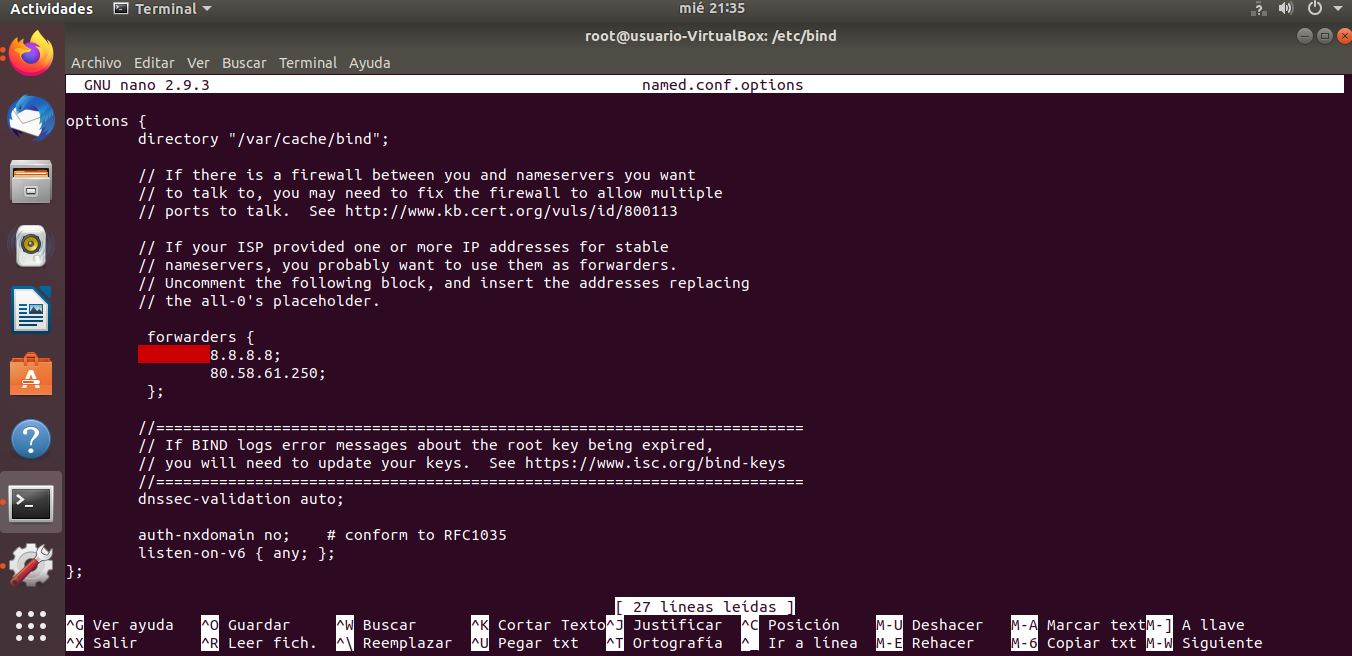 Actividades Terminal mié 21:35
root@usuario-VirtualBox: /etc/bind
Archivo Editar Ver Buscar Terminal Ayuda
GNU nano 2.9.3 named.conf.options
options {
directory "/var/cache/bind";
// If there is a firewall between you and nameservers you want
// to talk to, you may need to fix the firewall to allow multiple
// ports to talk.  See http://www.kb.cert.org/vuls/id/800113
// If your ISP provided one or more IP addresses for stable
// nameservers, you probably want to use them as forwarders.
// Uncomment the following block, and insert the addresses replacing
// the all-0's placeholder.
forwarders {
8.8.8.8;
80.58.61.250;
};
//========================================================================
// If BIND logs error messages about the root key being expired,
// you will need to update your keys.  See https://www.isc.org/bind-keys
//========================================================================
dnssec-validation auto;
auth-nxdomain no;    # conform to RFC1035
listen-on-v6 { any; };
};
[ 27 líneas leídas ]
^G Ver ayuda ^O Guardar ^W Buscar ^K Cortar Texto ^J Justificar ^C Posición M-U Deshacer M-A Marcar text M-] A llave
^X Salir ^R Leer fich. ^\ Reemplazar ^U Pegar txt ^T Ortografía ^_ Ir a línea M-E Rehacer M-6 Copiar txt M-W Siguiente